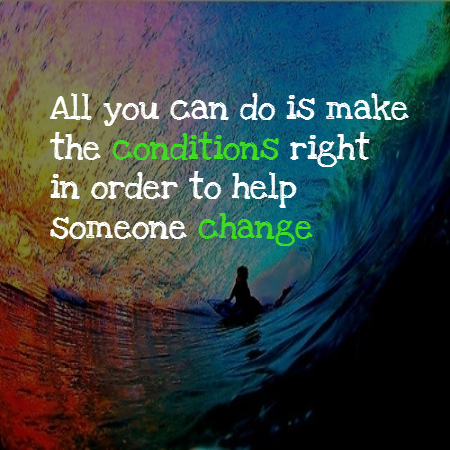 All you can do is make
the conditions right
in order to help
someone change